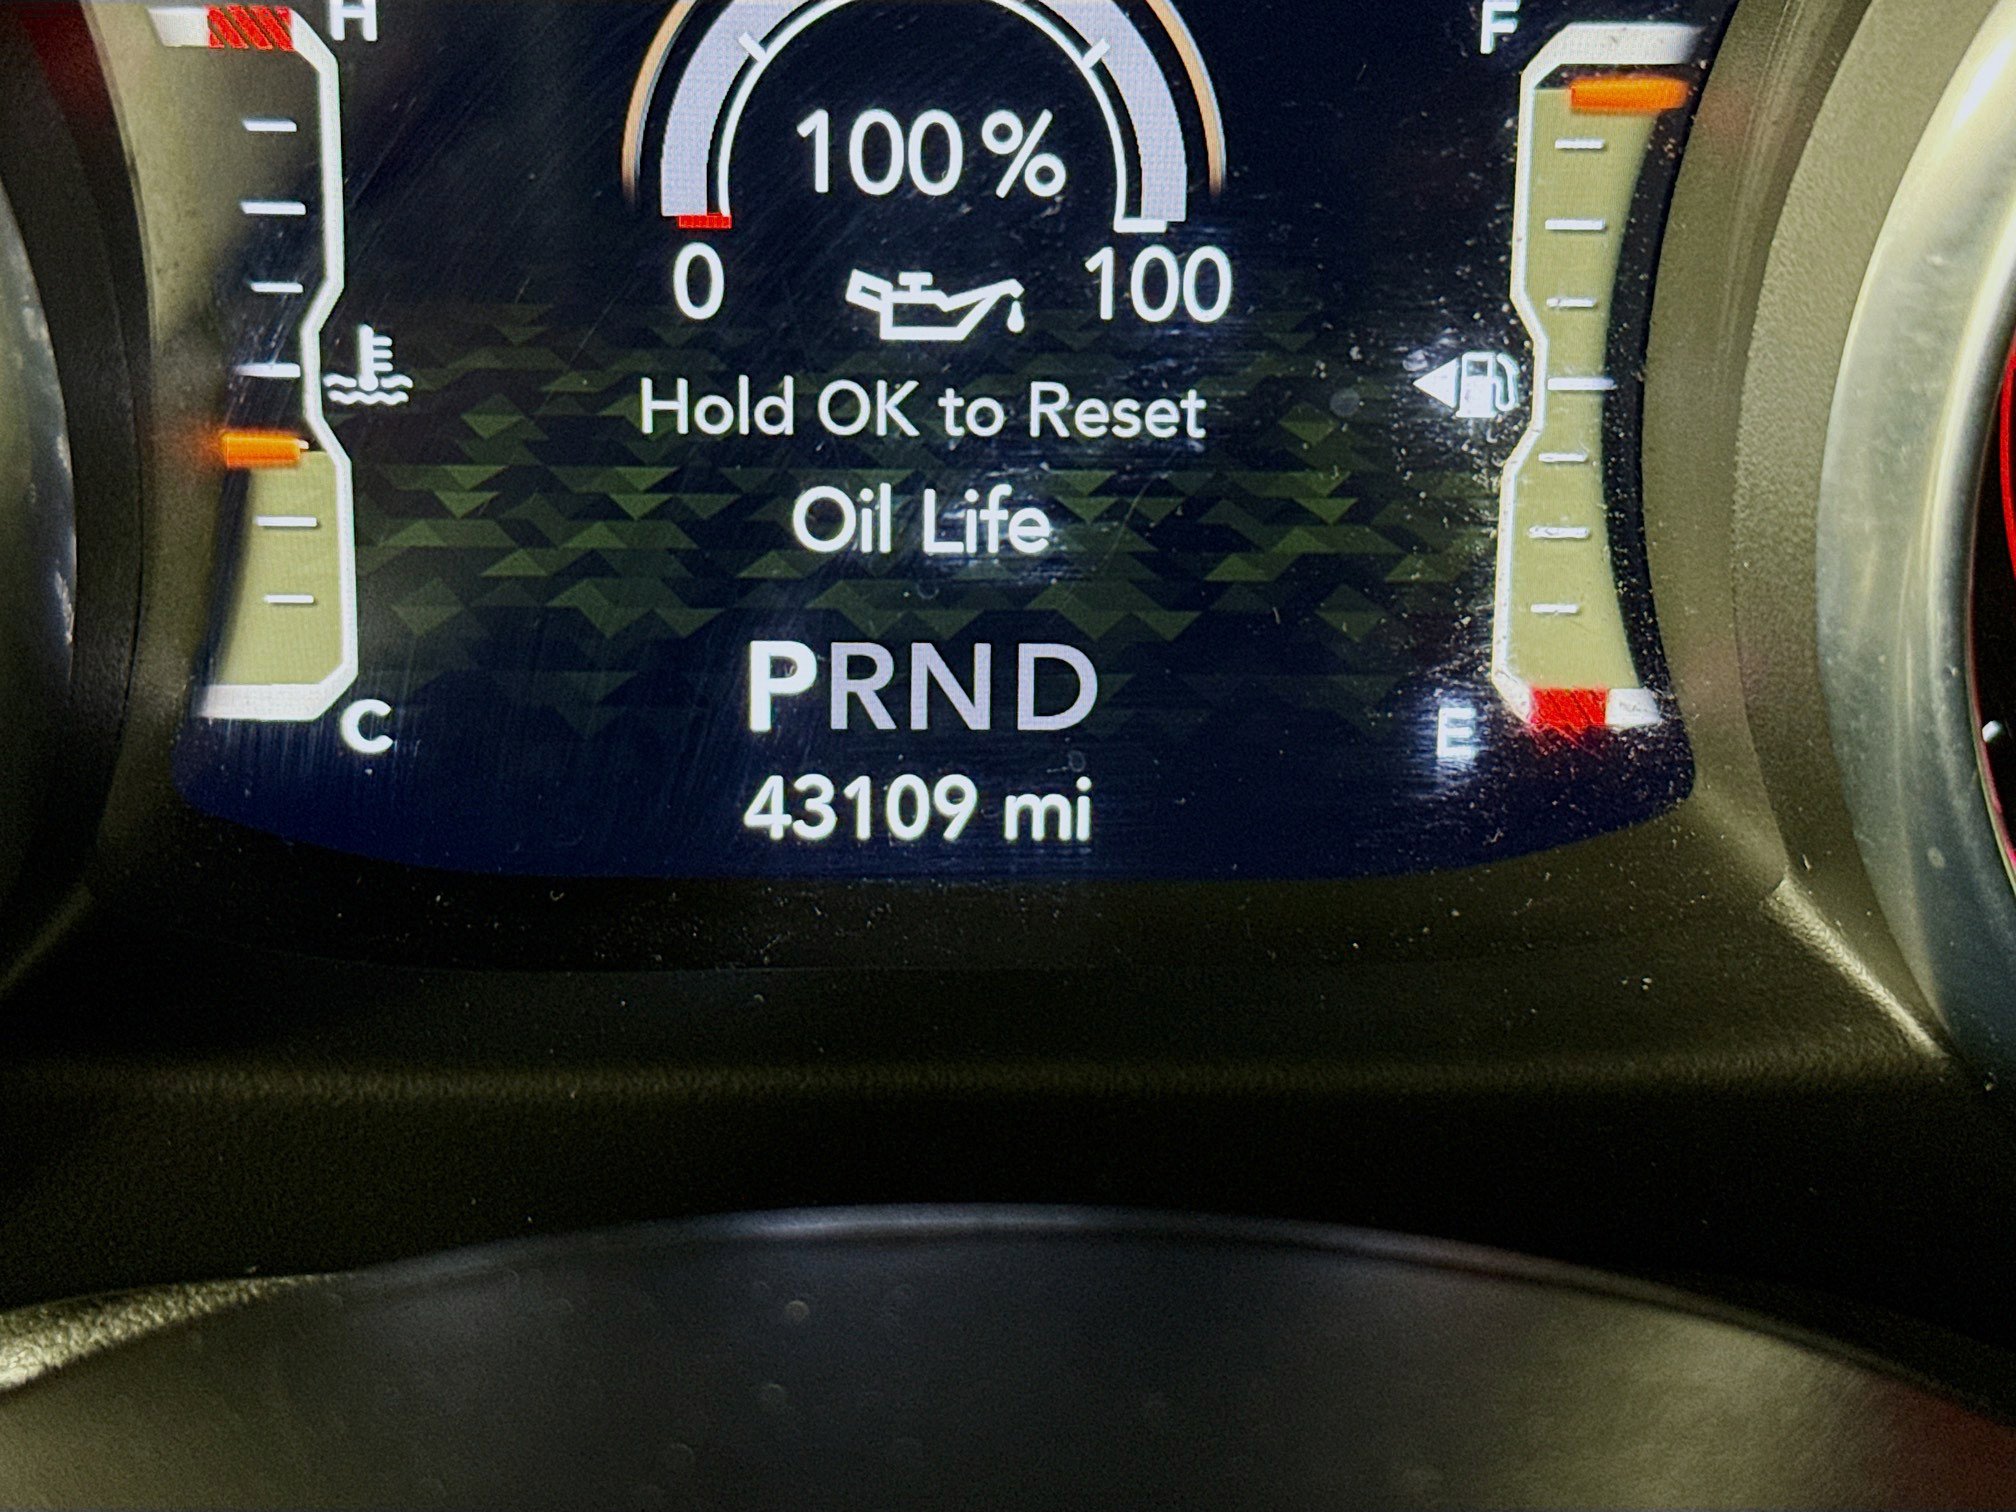 H
F
100 %
0
100
Hold OK to Reset
Oil Life
PRND
C
E
43109 mi